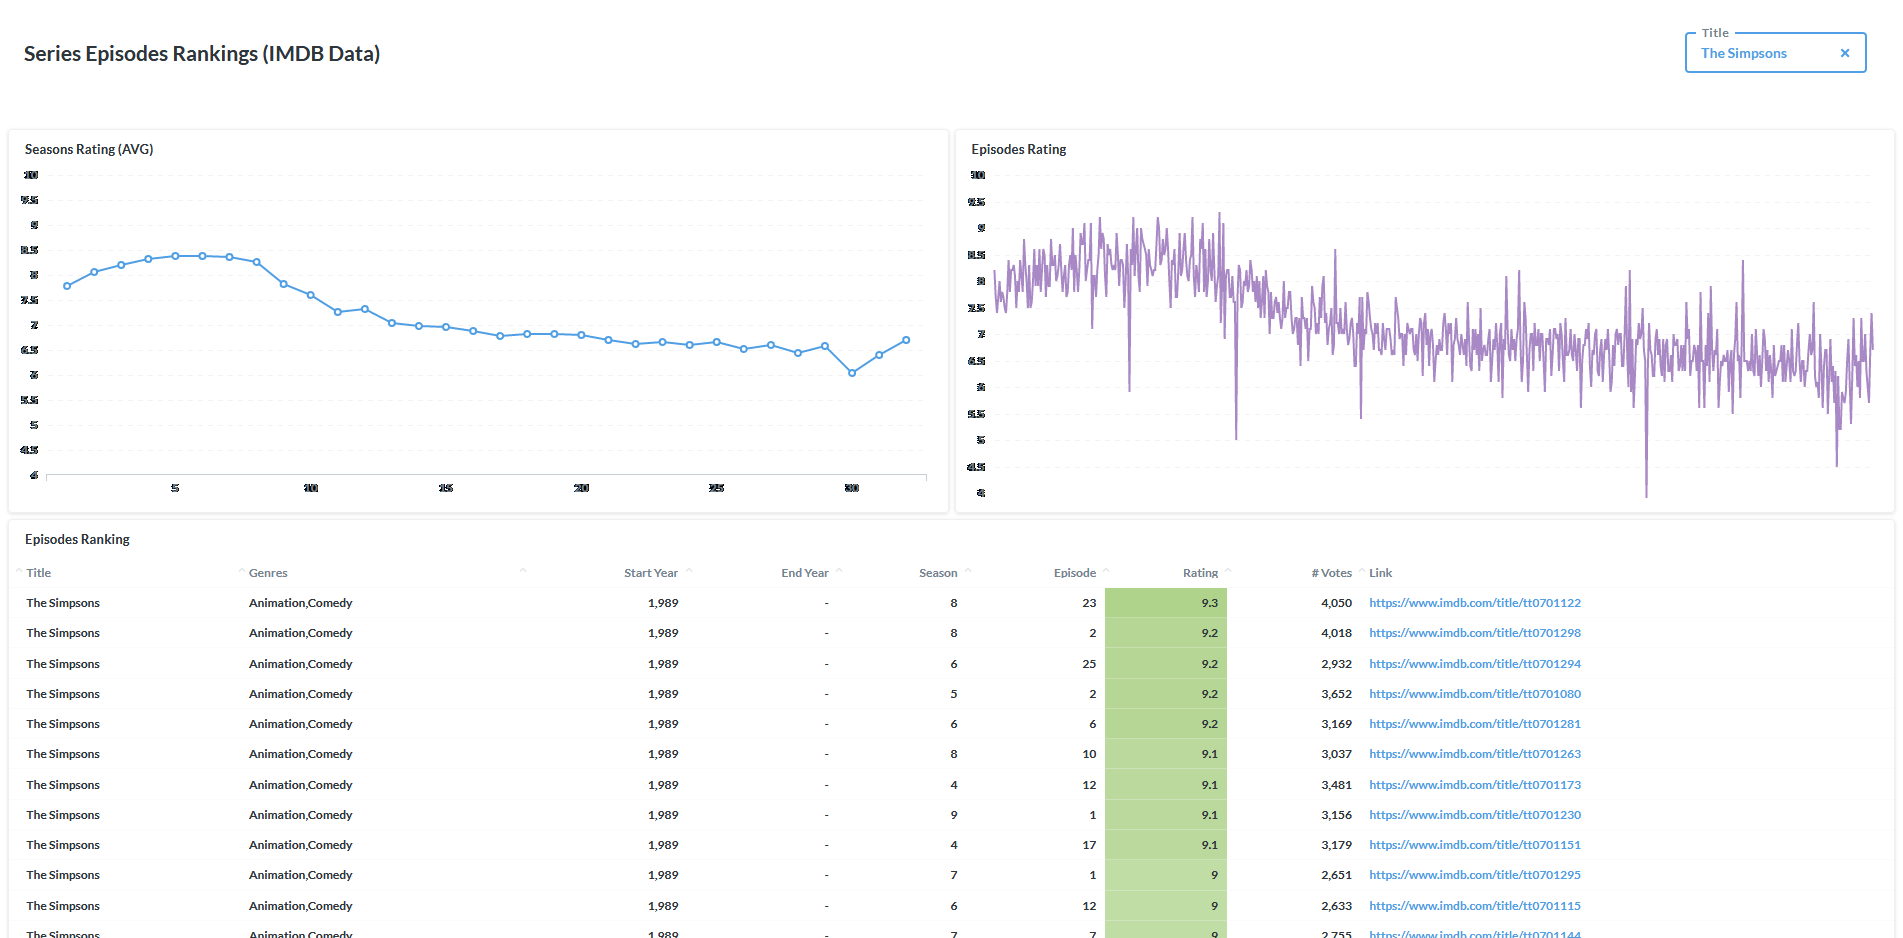 Series Episodes Rankings (IMDB Data)
Title
The Simpsons ×
Seasons Rating (AVG)
10
9.5
9
8.5
8
7.5
7
6.5
6
5.5
5
4.5
4
5 10 15 20 25 30
Episodes Rating
10
9.5
9
8.5
8
7.5
7
6.5
6
5.5
5
4.5
4
Episodes Ranking
Title Genres Start Year End Year Season Episode Rating # Votes Link
The Simpsons Animation,Comedy 1,989 - 8 23 9.3 4,050 https://www.imdb.com/title/tt0701122
The Simpsons Animation,Comedy 1,989 - 8 2 9.2 4,018 https://www.imdb.com/title/tt0701298
The Simpsons Animation,Comedy 1,989 - 6 25 9.2 2,932 https://www.imdb.com/title/tt0701294
The Simpsons Animation,Comedy 1,989 - 5 2 9.2 3,652 https://www.imdb.com/title/tt0701080
The Simpsons Animation,Comedy 1,989 - 6 6 9.2 3,169 https://www.imdb.com/title/tt0701281
The Simpsons Animation,Comedy 1,989 - 8 10 9.1 3,037 https://www.imdb.com/title/tt0701263
The Simpsons Animation,Comedy 1,989 - 4 12 9.1 3,481 https://www.imdb.com/title/tt0701173
The Simpsons Animation,Comedy 1,989 - 9 1 9.1 3,156 https://www.imdb.com/title/tt0701230
The Simpsons Animation,Comedy 1,989 - 4 17 9.1 3,179 https://www.imdb.com/title/tt0701151
The Simpsons Animation,Comedy 1,989 - 7 1 9 2,651 https://www.imdb.com/title/tt0701295
The Simpsons Animation,Comedy 1,989 - 6 12 9 2,633 https://www.imdb.com/title/tt0701115
The Simpsons Animation,Comedy 1,989 - 7 7 9 2,755 https://www.imdb.com/title/tt0701144